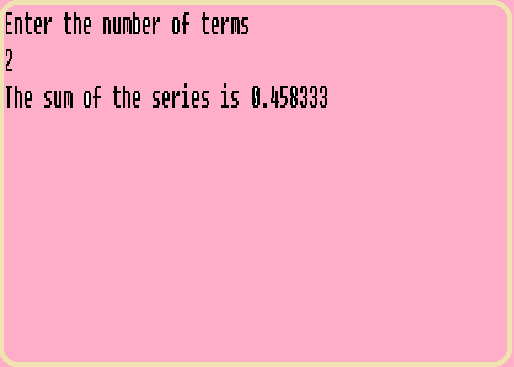 Enter the number of terms
2
The sum of the series is 0.458333